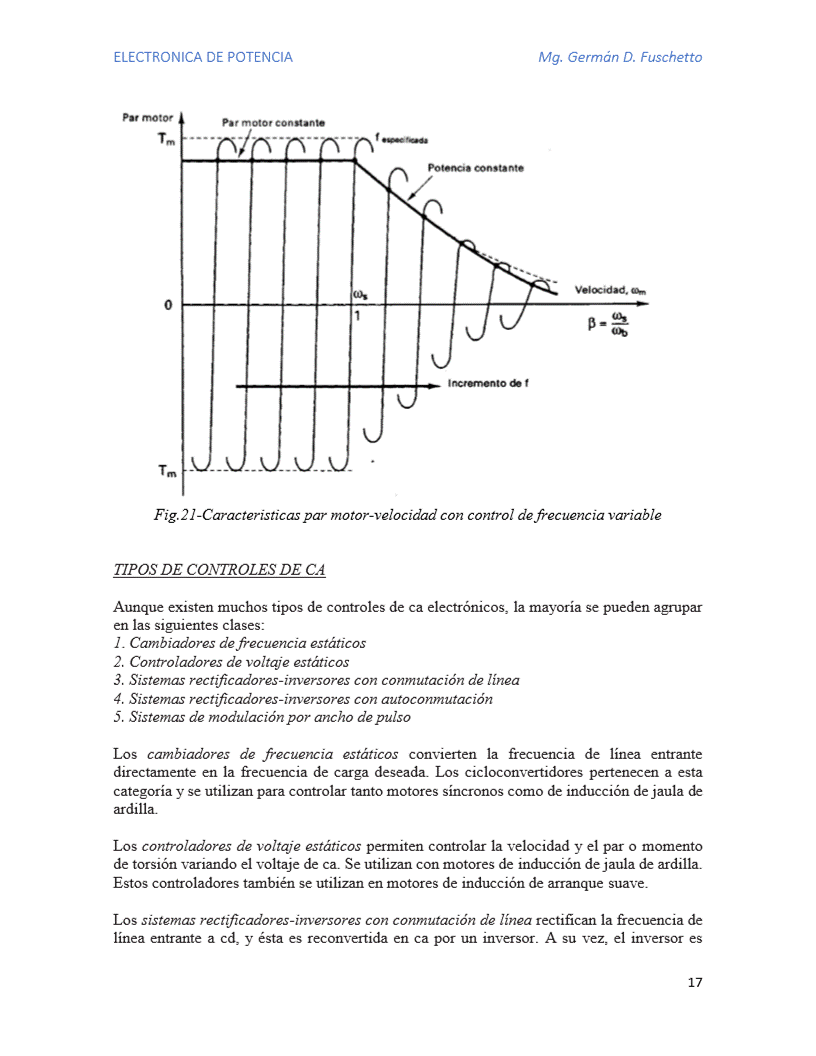 ELECTRONICA DE POTENCIA Mg. Germán D. Fuschetto
Par motor
Par motor constante
Tm
f especificada
Potencia constante
Velocidad, ωm
0
ωs
1
β = ωs/ωb
Incremento de f
Tm
Fig.21-Caracteristicas par motor-velocidad con control de frecuencia variable
TIPOS DE CONTROLES DE CA
Aunque existen muchos tipos de controles de ca electrónicos, la mayoría se pueden agrupar
en las siguientes clases:
1. Cambiadores de frecuencia estáticos
2. Controladores de voltaje estáticos
3. Sistemas rectificadores-inversores con conmutación de línea
4. Sistemas rectificadores-inversores con autoconmutación
5. Sistemas de modulación por ancho de pulso
Los cambiadores de frecuencia estáticos convierten la frecuencia de línea entrante
directamente en la frecuencia de carga deseada. Los cicloconvertidores pertenecen a esta
categoría y se utilizan para controlar tanto motores síncronos como de inducción de jaula de
ardilla.
Los controladores de voltaje estáticos permiten controlar la velocidad y el par o momento
de torsión variando el voltaje de ca. Se utilizan con motores de inducción de jaula de ardilla.
Estos controladores también se utilizan en motores de inducción de arranque suave.
Los sistemas rectificadores-inversores con conmutación de línea rectifican la frecuencia de
línea entrante a cd, y ésta es reconvertida en ca por un inversor. A su vez, el inversor es
17